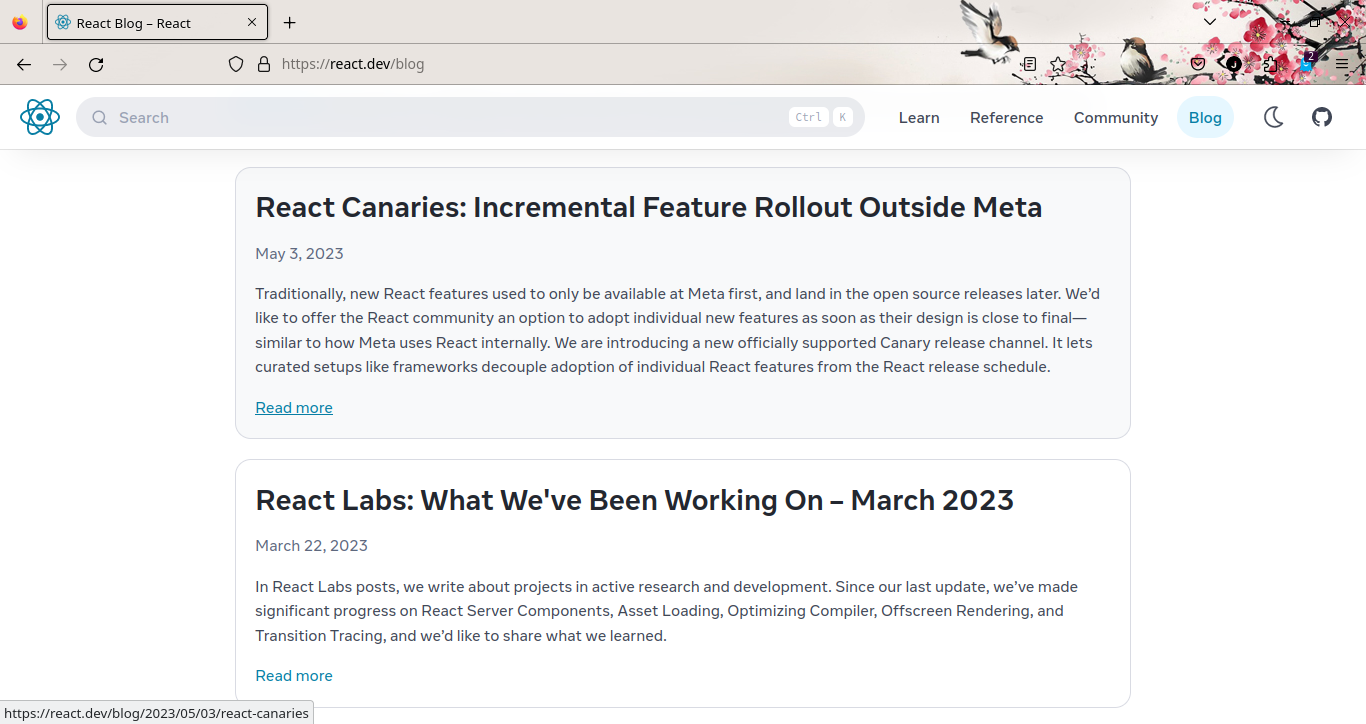 React Blog – React
https://react.dev/blog
2
Search
Ctrl K
Learn
Reference
Community
Blog
React Canaries: Incremental Feature Rollout Outside Meta
May 3, 2023
Traditionally, new React features used to only be available at Meta first, and land in the open source releases later. We’d
like to offer the React community an option to adopt individual new features as soon as their design is close to final—
similar to how Meta uses React internally. We are introducing a new officially supported Canary release channel. It lets
curated setups like frameworks decouple adoption of individual React features from the React release schedule.
Read more
React Labs: What We've Been Working On – March 2023
March 22, 2023
In React Labs posts, we write about projects in active research and development. Since our last update, we’ve made
significant progress on React Server Components, Asset Loading, Optimizing Compiler, Offscreen Rendering, and
Transition Tracing, and we’d like to share what we learned.
Read more
https://react.dev/blog/2023/05/03/react-canaries